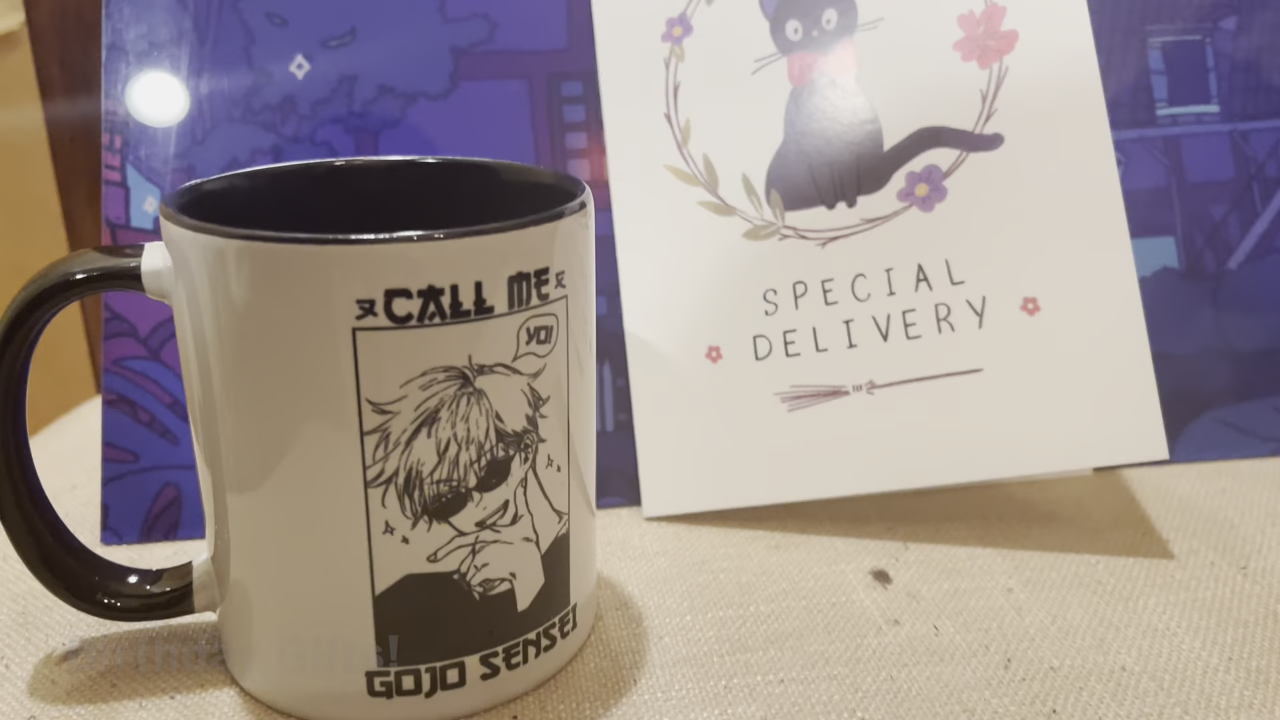 CALL ME
YO!
GOJO SENSEI
SPECIAL
DELIVERY